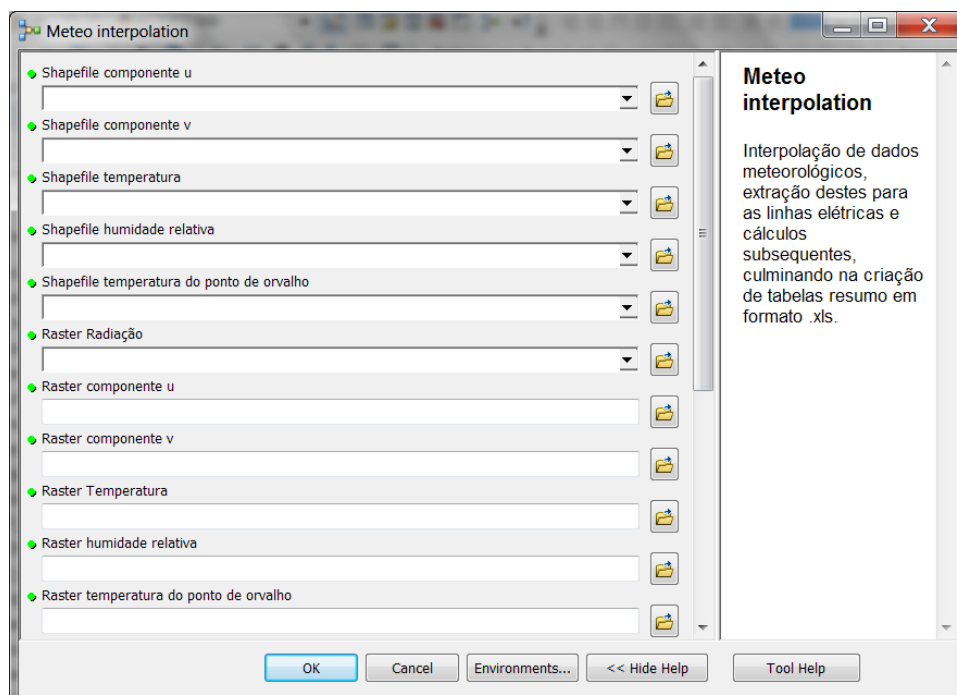 Meteo interpolation
Shapefile componente u
Shapefile componente v
Shapefile temperatura
Shapefile humidade relativa
Shapefile temperatura do ponto de orvalho
Raster Radiação
Raster componente u
Raster componente v
Raster Temperatura
Raster humidade relativa
Raster temperatura do ponto de orvalho
Meteo
interpolation
Interpolação de dados
meteorológicos,
extração destes para
as linhas elétricas e
cálculos
subsequentes,
culminando na criação
de tabelas resumo em
formato .xls.
OK
Cancel
Environments...
<< Hide Help
Tool Help